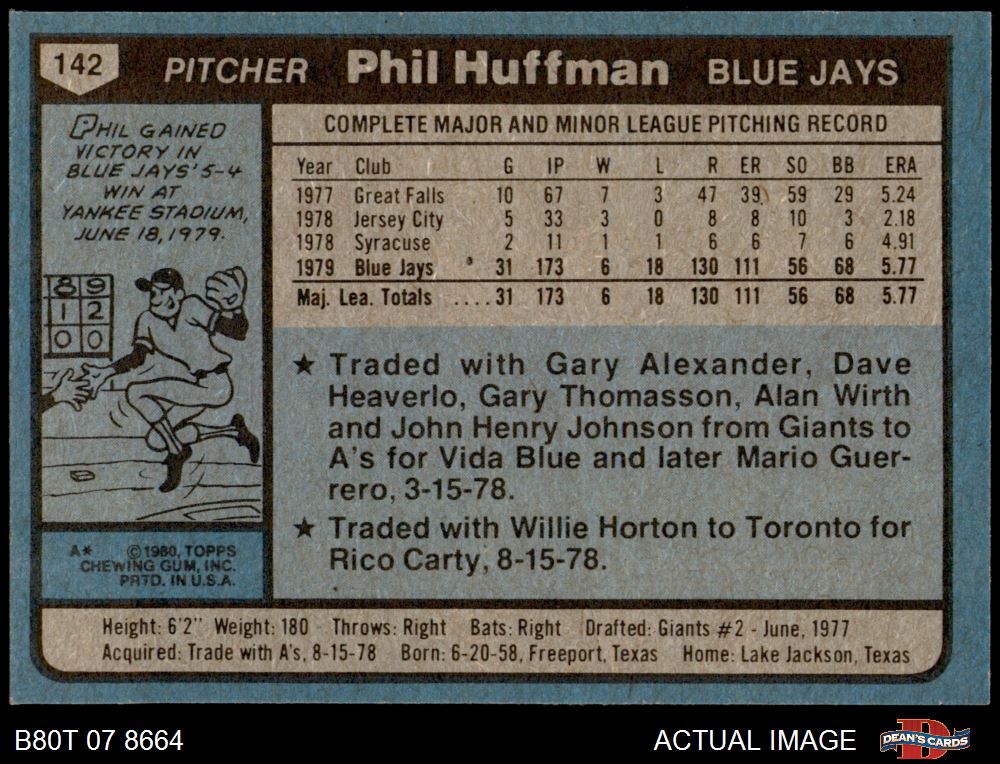 142 PITCHER Phil Huffman BLUE JAYS
PHIL GAINED
VICTORY IN
BLUE JAYS' 5-4
WIN AT
YANKEE STADIUM,
JUNE 18, 1979.
8 9
1 2
0 0
A* © 1980, TOPPS
CHEWING GUM, INC.
PRTD. IN U.S.A.
COMPLETE MAJOR AND MINOR LEAGUE PITCHING RECORD
Year Club G IP W L R ER SO BB ERA
1977 Great Falls 10 67 7 3 47 39 59 29 5.24
1978 Jersey City 5 33 3 0 8 8 10 3 2.18
1978 Syracuse 2 11 1 1 6 6 7 6 4.91
1979 Blue Jays 31 173 6 18 130 111 56 68 5.77
Maj. Lea. Totals ....31 173 6 18 130 111 56 68 5.77
★ Traded with Gary Alexander, Dave
Heaverlo, Gary Thomasson, Alan Wirth
and John Henry Johnson from Giants to
A's for Vida Blue and later Mario Guer-
rero, 3-15-78.
★ Traded with Willie Horton to Toronto for
Rico Carty, 8-15-78.
Height: 6'2" Weight: 180 Throws: Right Bats: Right Drafted: Giants #2 - June, 1977
Acquired: Trade with A's, 8-15-78 Born: 6-20-58, Freeport, Texas Home: Lake Jackson, Texas
B80T 07 8664 ACTUAL IMAGE D DEAN'S CARDS